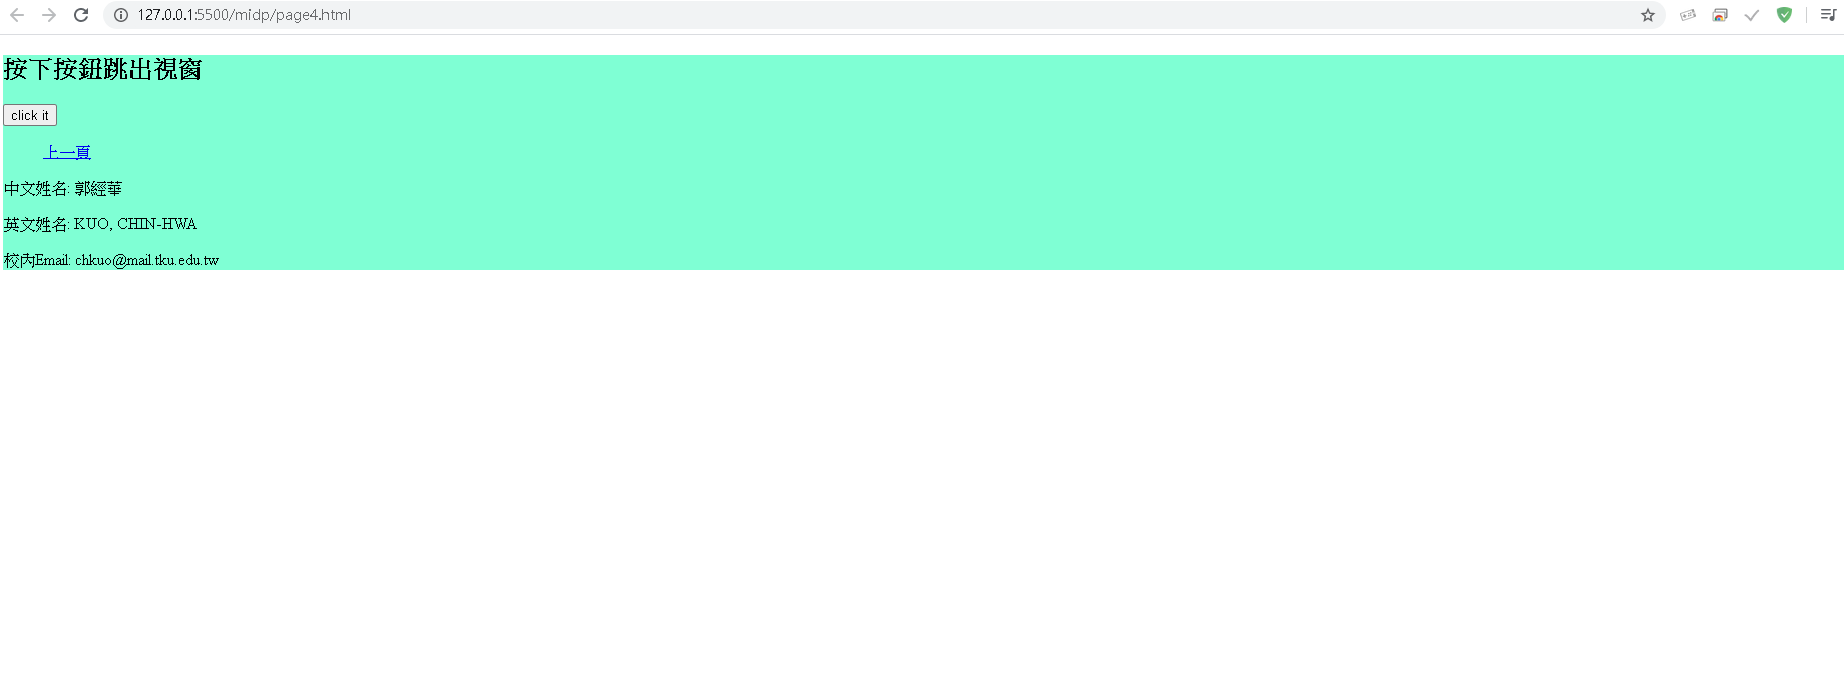 127.0.0.1:5500/midp/page4.html
按下按鈕跳出視窗
click it
上一頁
中文姓名: 郭經華
英文姓名: KUO, CHIN-HWA
校內Email: chkuo@mail.tku.edu.tw